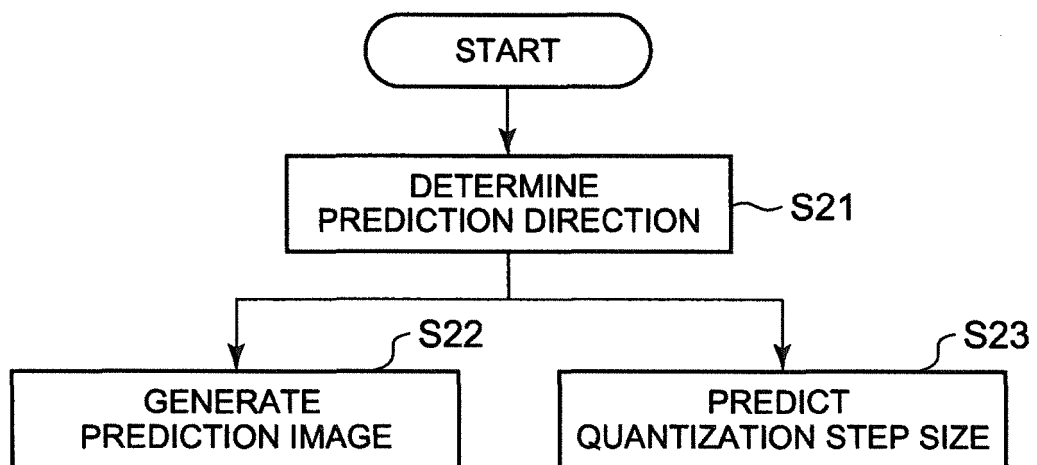 START
DETERMINE
PREDICTION DIRECTION
S21
S22
S23
GENERATE
PREDICTION IMAGE
PREDICT
QUANTIZATION STEP SIZE